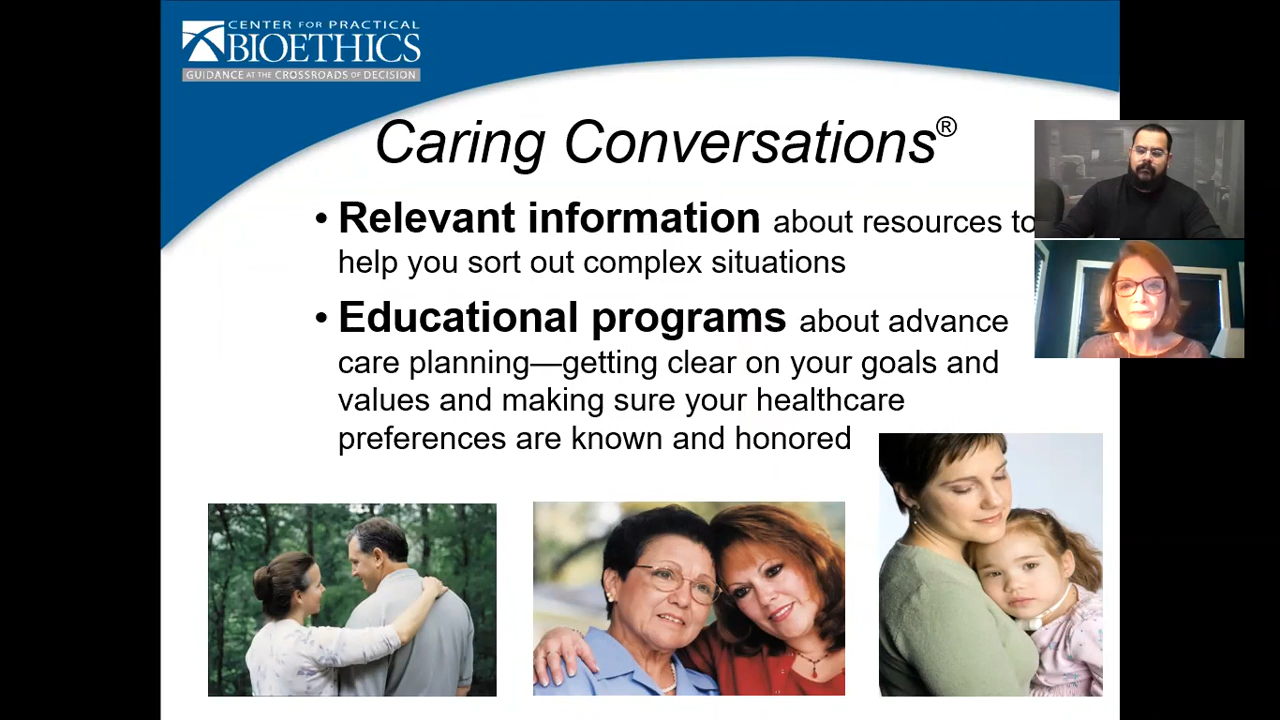 CENTER FOR PRACTICAL
BIOETHICS
GUIDANCE AT THE CROSSROADS OF DECISION
Caring Conversations®
• Relevant information about resources to
help you sort out complex situations
• Educational programs about advance
care planning—getting clear on your goals and
values and making sure your healthcare
preferences are known and honored